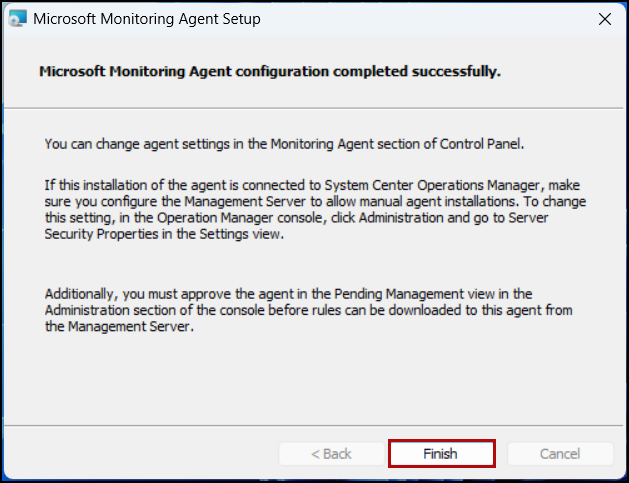 Microsoft Monitoring Agent Setup
Microsoft Monitoring Agent configuration completed successfully.
You can change agent settings in the Monitoring Agent section of Control Panel.
If this installation of the agent is connected to System Center Operations Manager, make
sure you configure the Management Server to allow manual agent installations. To change
this setting, in the Operation Manager console, click Administration and go to Server
Security Properties in the Settings view.
Additionally, you must approve the agent in the Pending Management view in the
Administration section of the console before rules can be downloaded to this agent from
the Management Server.
< Back Finish Cancel